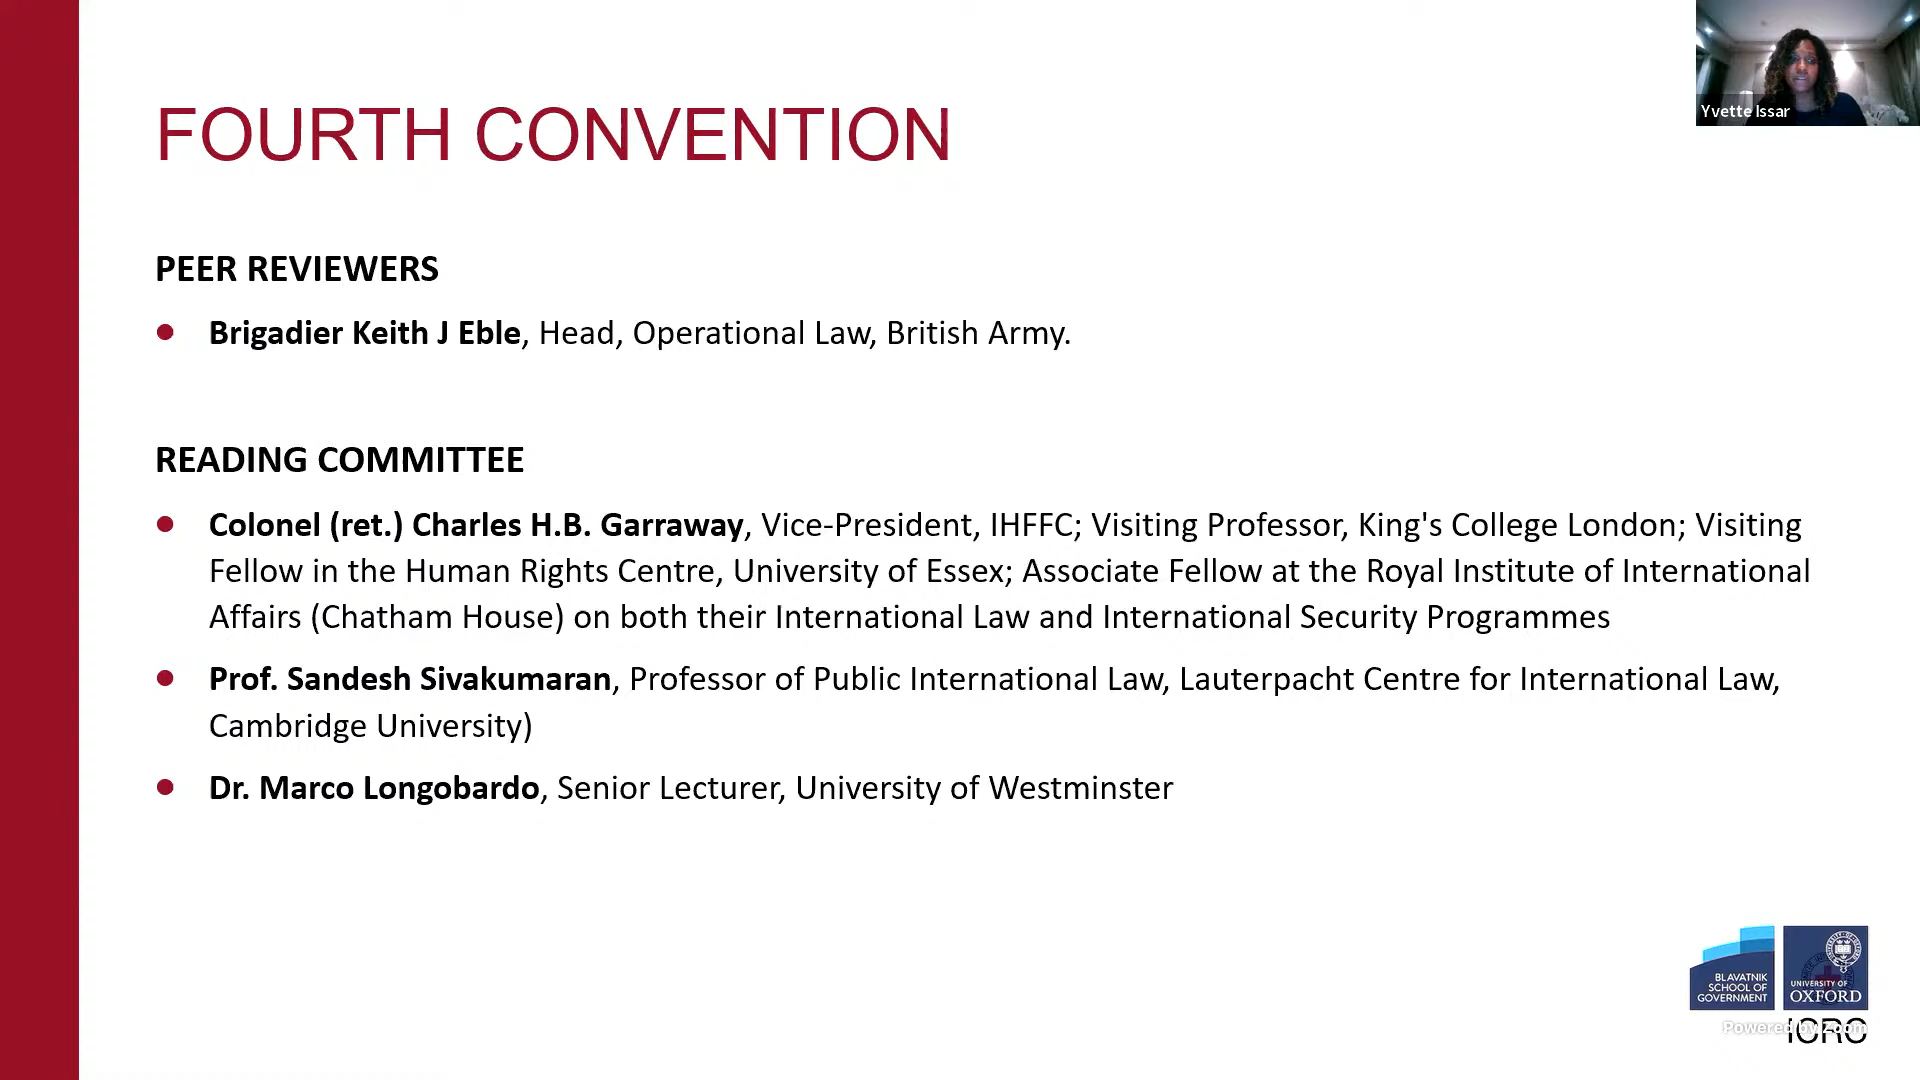 Yvette Issar
FOURTH CONVENTION
PEER REVIEWERS
Brigadier Keith J Eble, Head, Operational Law, British Army.
READING COMMITTEE
Colonel (ret.) Charles H.B. Garraway, Vice-President, IHFFC; Visiting Professor, King's College London; Visiting
Fellow in the Human Rights Centre, University of Essex; Associate Fellow at the Royal Institute of International
Affairs (Chatham House) on both their International Law and International Security Programmes
Prof. Sandesh Sivakumaran, Professor of Public International Law, Lauterpacht Centre for International Law,
Cambridge University)
Dr. Marco Longobardo, Senior Lecturer, University of Westminster
BLAVATNIK
SCHOOL OF
GOVERNMENT
UNIVERSITY OF
OXFORD
Powered by Zoom
ICRC